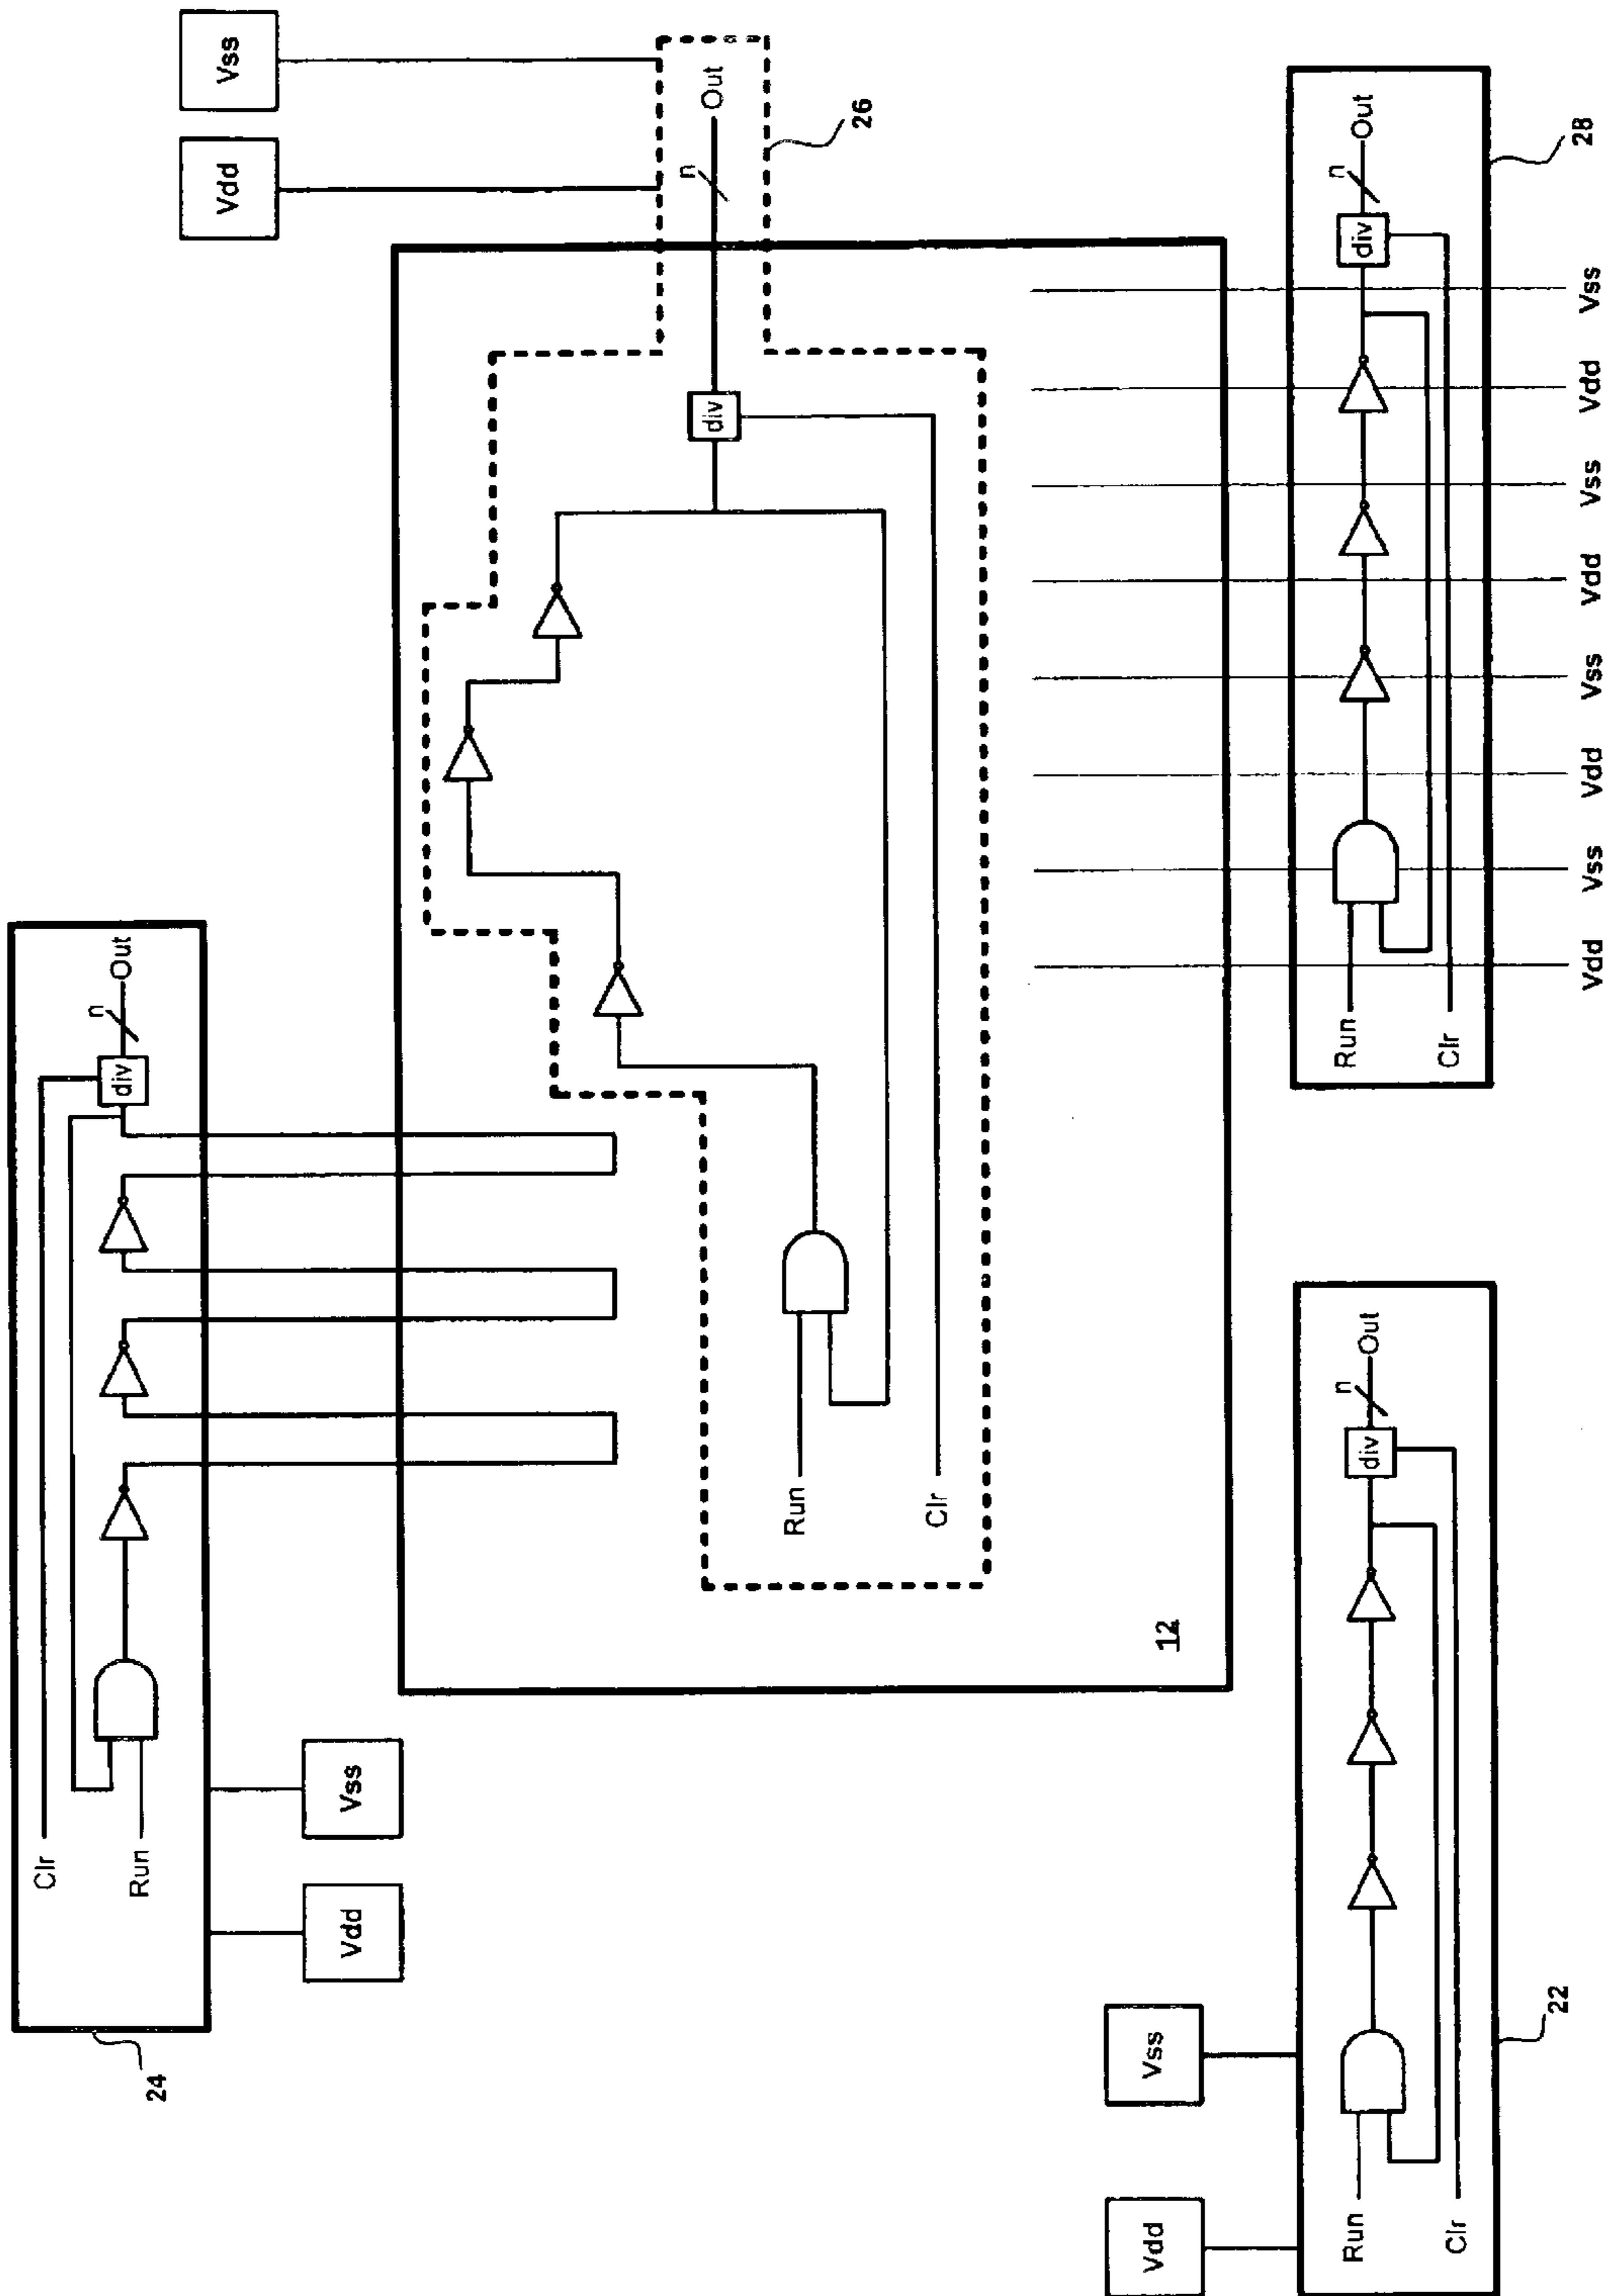 Clr
Run
div
n
Out
24
Vdd
Vss
Vdd
Vss
Run
Clr
div
n
Out
26
12
Vdd
Vss
Run
Clr
div
n
Out
22
Run
Clr
div
n
Out
28
Vdd
Vss
Vdd
Vss
Vdd
Vss
Vdd
Vss